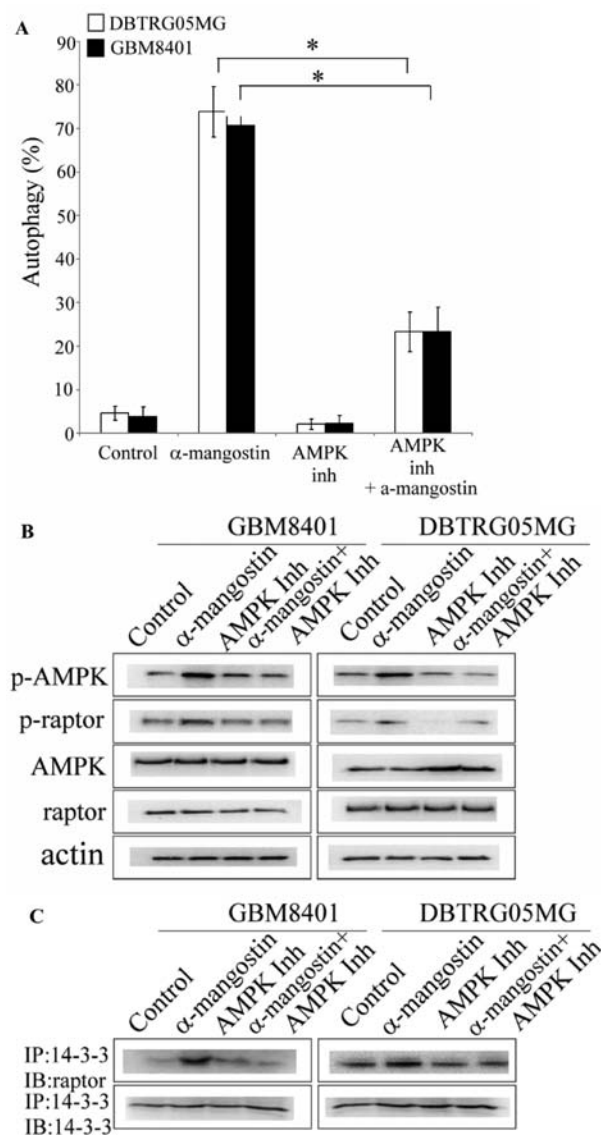 A
DBTRG05MG
GBM8401
*
*
90
80
70
60
50
40
30
20
10
0
Autophagy (%)
Control
α-mangostin
AMPK
inh
AMPK
inh
+ a-mangostin
B
GBM8401
DBTRG05MG
Control
α-mangostin
AMPK Inh
α-mangostin+
AMPK Inh
Control
α-mangostin
AMPK Inh
α-mangostin+
AMPK Inh
p-AMPK
p-raptor
AMPK
raptor
actin
C
GBM8401
DBTRG05MG
Control
α-mangostin
AMPK Inh
α-mangostin+
AMPK Inh
Control
α-mangostin
AMPK Inh
α-mangostin+
AMPK Inh
IP:14-3-3
IB:raptor
IP:14-3-3
IB:14-3-3